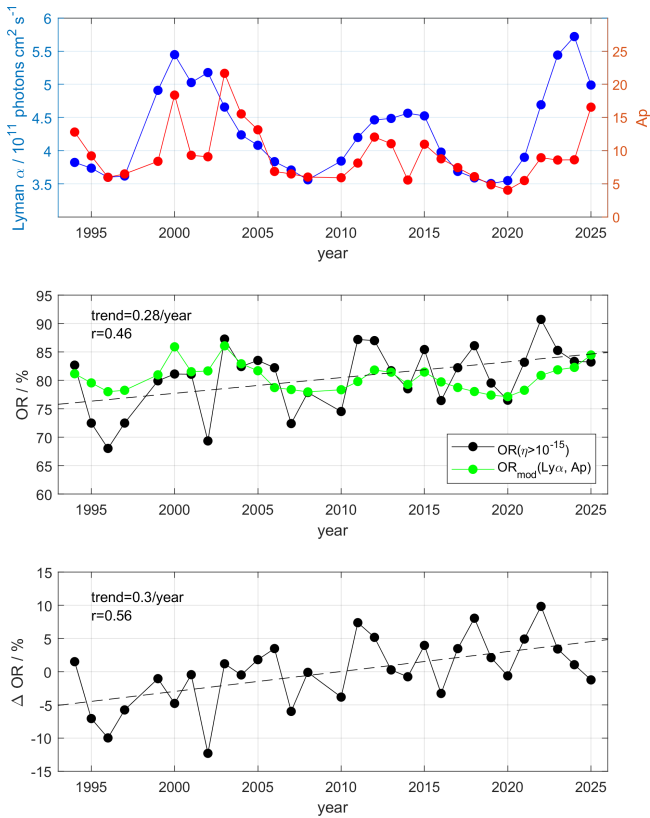 Lyman α / 10^11 photons cm^2 s^-1
6
5.5
5
4.5
4
3.5
25
20
15
10
5
0
Ap
1995 2000 2005 2010 2015 2020 2025
year
OR / %
95
90
85
80
75
70
65
60
trend=0.28/year
r=0.46
OR(η>10^-15)
OR_mod(Lyα, Ap)
1995 2000 2005 2010 2015 2020 2025
year
Δ OR / %
15
10
5
0
-5
-10
-15
trend=0.3/year
r=0.56
1995 2000 2005 2010 2015 2020 2025
year